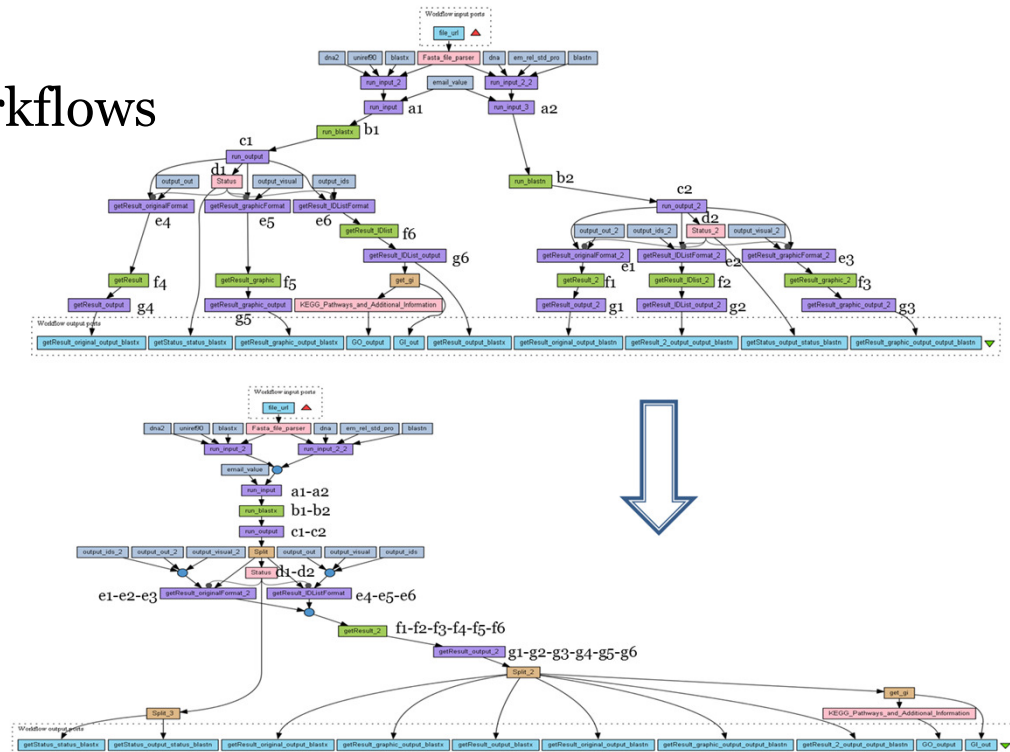 Workflow input ports
file_url
rkflows
dna2 uniref90 blastx Fasta_file_parser dna em_rel_std_pro blastn
run_input_2 email_value run_input_2_2
run_input a1 run_input_3 a2
run_blastx b1
c1
run_output
d1
Status output_visual output_ids output_out
run_blastn b2
c2
run_output_2
d2
getResult_originalFormat getResult_graphicFormat getResult_IDListFormat
e4 e5 e6
output_out_2 output_ids_2 Status_2 output_visual_2
getResult_IDlist f6
getResult_IDList_output g6
getResult_originalFormat_2 getResult_IDListFormat_2 getResult_graphicFormat_2
e1 e2 e3
getResult f4 getResult_graphic f5 get_gi
getResult_2 f1 getResult_IDlist_2 f2 getResult_graphic_2 f3
getResult_output g4 getResult_graphic_output g5 KEGG_Pathways_and_Additional_Information
getResult_output_2 g1 getResult_IDList_output_2 g2 getResult_graphic_output_2 g3
Workflow output ports
getResult_original_output_blastx getStatus_status_blastx getResult_graphic_output_blastx GO_output GI_out getResult_output_blastx getResult_original_output_blastn getResult_2_output_output_blastn getStatus_output_status_blastn getResult_graphic_output_output_blastn
Workflow input ports
file_url
dna2 uniref90 blastx Fasta_file_parser dna em_rel_std_pro blastn
run_input_2 run_input_2_2
email_value
run_input a1-a2
run_blastx b1-b2
run_output c1-c2
output_ids_2 output_out_2 output_visual_2 Split output_out output_visual output_ids
Status d1-d2
e1-e2-e3 getResult_originalFormat_2 getResult_IDListFormat e4-e5-e6
getResult_2 f1-f2-f3-f4-f5-f6
getResult_output_2 g1-g2-g3-g4-g5-g6
Split_2
get_gi
Split_3 KEGG_Pathways_and_Additional_Information
Workflow output ports
getStatus_status_blastx getStatus_output_status_blastn getResult_original_output_blastx getResult_graphic_output_blastx getResult_output_blastx getResult_original_output_blastn getResult_graphic_output_output_blastn getResult_2_output_output_blastn GO_output GI_out